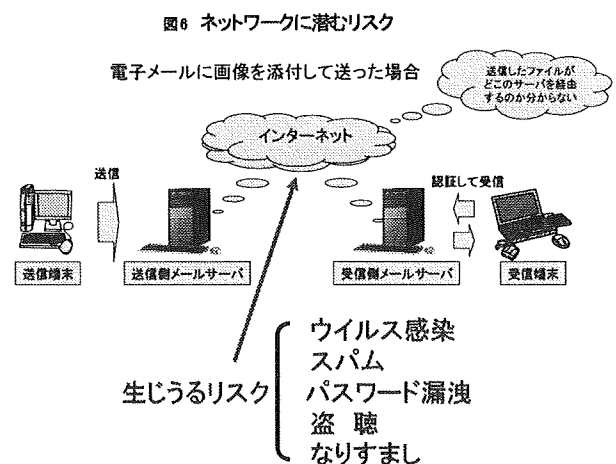 図6 ネットワークに潜むリスク
電子メールに画像を添付して送った場合
送信したファイルが
どこのサーバを経由
するのか分からない
インターネット
送信
認証して受信
送信端末
送信側メールサーバ
受信側メールサーバ
受信端末
生じうるリスク
ウイルス感染
スパム
パスワード漏洩
盗 聴
なりすまし